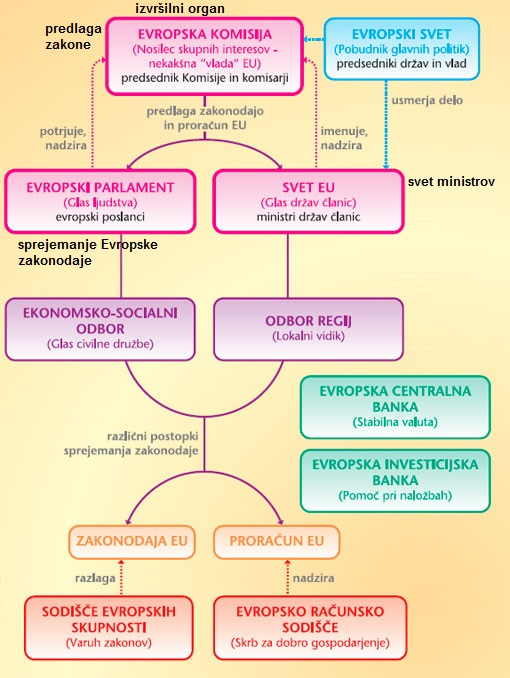 izvršilni organ
predlaga
zakone
EVROPSKA KOMISIJA
(Nosilec skupnih interesov -
nekakšna "vlada" EU)
predsednik Komisije in komisarji
EVROPSKI SVET
(Pobudnik glavnih politik)
predsedniki držav in vlad
potrjuje,
nadzira
predlaga zakonodajo
in proračun EU
imenuje,
nadzira
usmerja delo
EVROPSKI PARLAMENT
(Glas ljudstva)
evropski poslanci
SVET EU
(Glas držav članic)
ministri držav članic
svet ministrov
sprejemanje Evropske
zakonodaje
EKONOMSKO-SOCIALNI
ODBOR
(Glas civilne družbe)
ODBOR REGIJ
(Lokalni vidik)
EVROPSKA CENTRALNA
BANKA
(Stabilna valuta)
različni postopki
sprejemanja zakonodaje
EVROPSKA INVESTICIJSKA
BANKA
(Pomoč pri naložbah)
ZAKONODAJA EU
PRORAČUN EU
razlaga
nadzira
SODIŠČE EVROPSKIH
SKUPNOSTI
(Varuh zakonov)
EVROPSKO RAČUNSKO
SODIŠČE
(Skrb za dobro gospodarjenje)